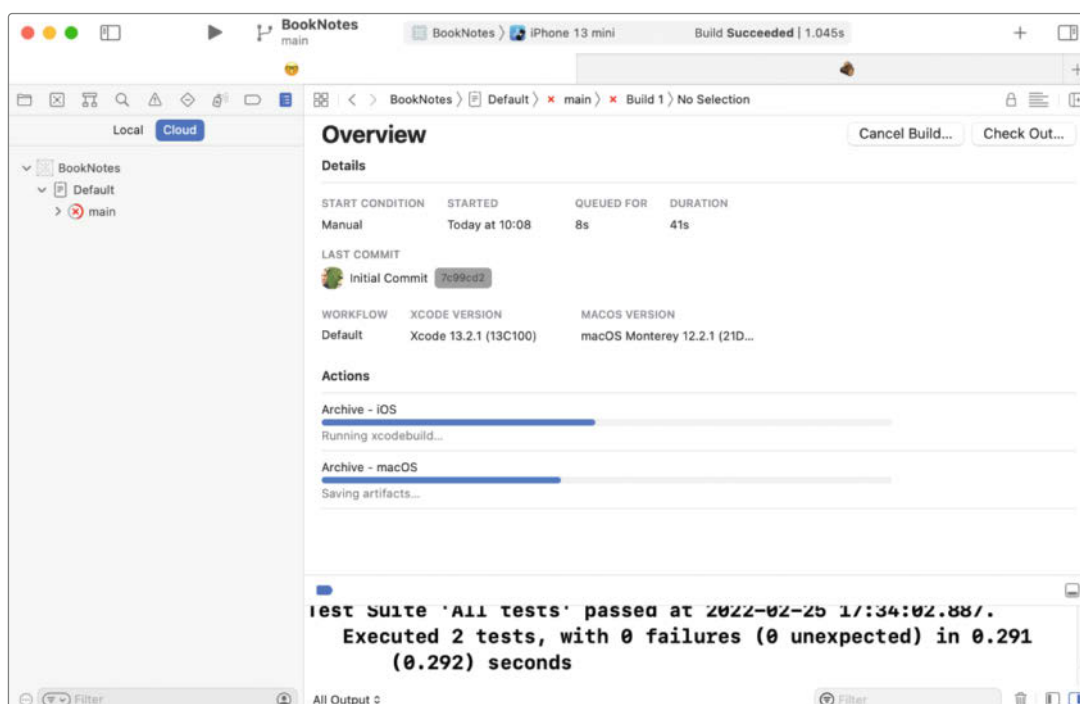 BookNotes
main
BookNotes 〉 iPhone 13 mini
Build Succeeded | 1.045s
BookNotes 〉 Default 〉 main 〉 Build 1 〉 No Selection
Local Cloud
BookNotes
Default
main
Overview
Cancel Build... Check Out...
Details
START CONDITION STARTED QUEUED FOR DURATION
Manual Today at 10:08 8s 41s
LAST COMMIT
Initial Commit 7c99cd2
WORKFLOW XCODE VERSION MACOS VERSION
Default Xcode 13.2.1 (13C100) macOS Monterey 12.2.1 (21D...
Actions
Archive - iOS
Running xcodebuild...
Archive - macOS
Saving artifacts...
Test Suite 'All tests' passed at 2022-02-25 17:34:02.887.
Executed 2 tests, with 0 failures (0 unexpected) in 0.291
(0.292) seconds
Filter
All Output
Filter